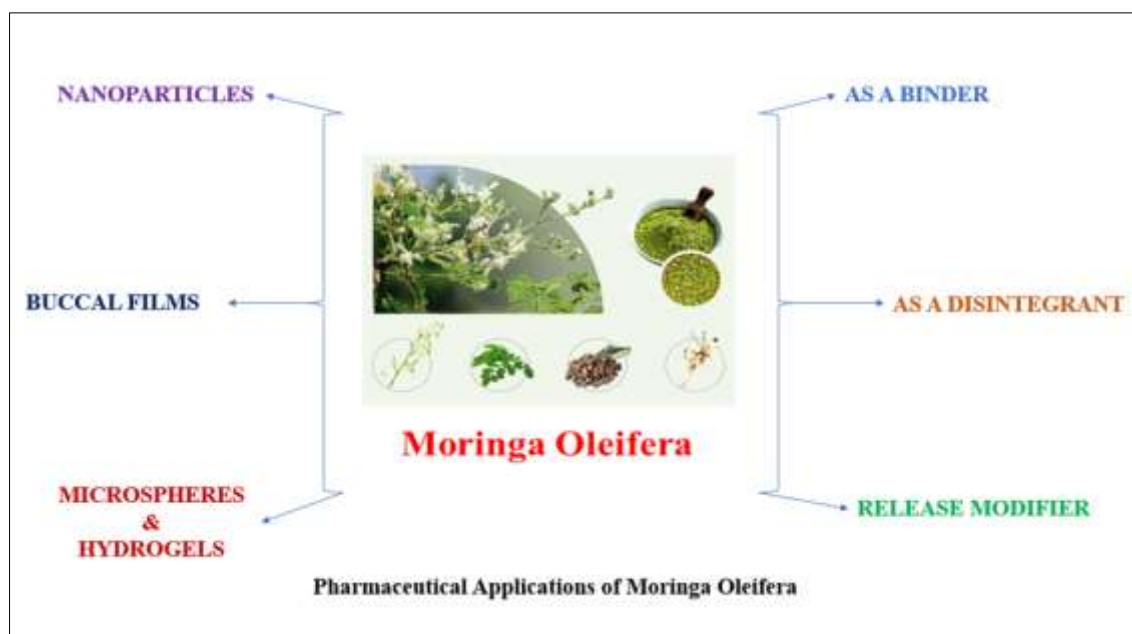 NANOPARTICLES
AS A BINDER
BUCCAL FILMS
AS A DISINTEGRANT
Moringa Oleifera
MICROSPHERES
&
HYDROGELS
RELEASE MODIFIER
Pharmaceutical Applications of Moringa Oleifera